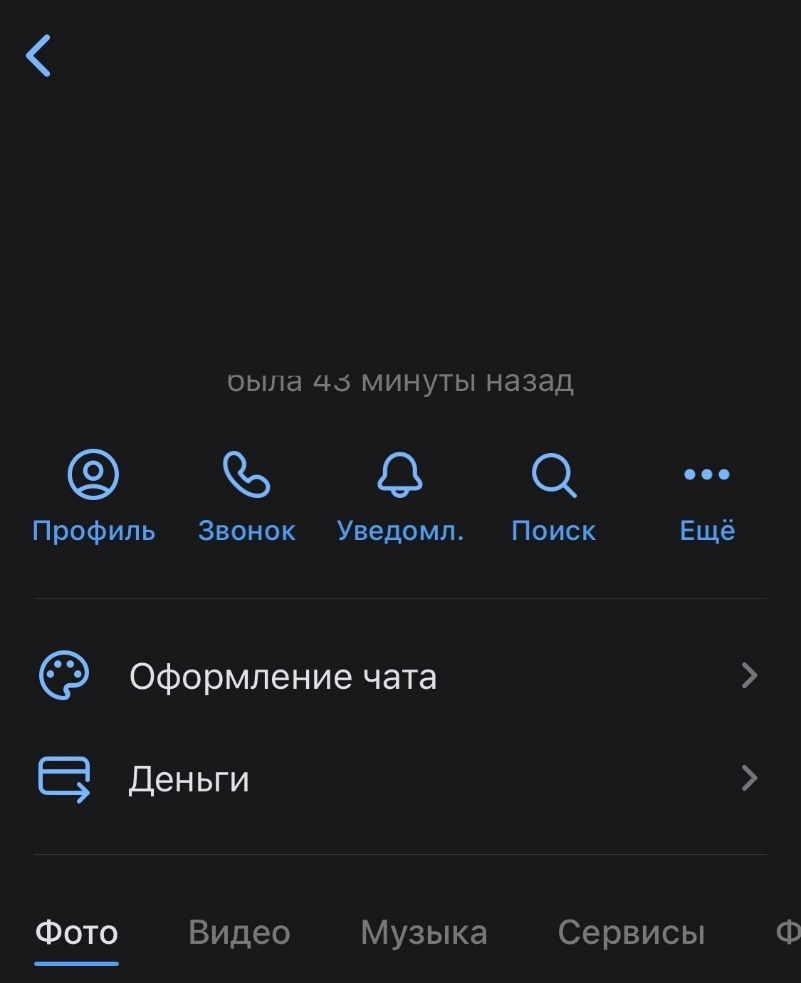 была 43 минуты назад
Профиль Звонок Уведомл. Поиск Ещё
Оформление чата
Деньги
Фото Видео Музыка Сервисы